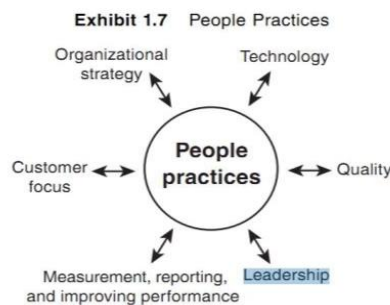 Exhibit 1.7 People Practices
Organizational
strategy
Technology
People
practices
Customer
focus
Quality
Measurement, reporting,
and improving performance
Leadership